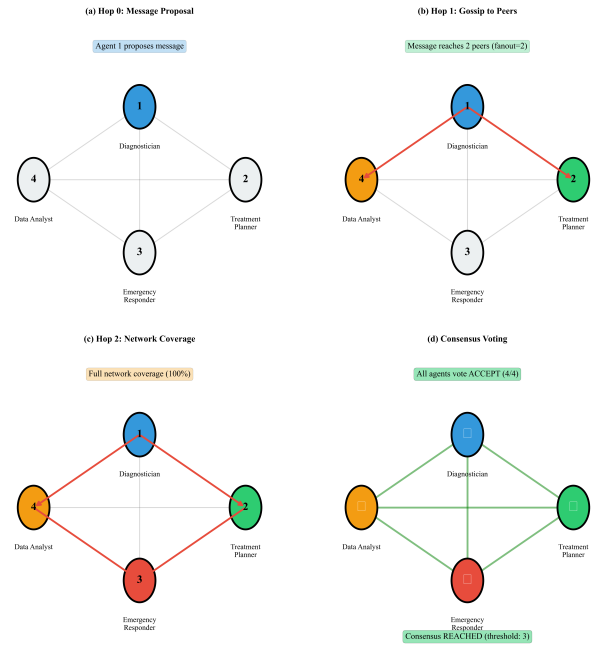 (a) Hop 0: Message Proposal
Agent 1 proposes message
1
Diagnostician
4
2
Data Analyst
Treatment
Planner
3
Emergency
Responder
(b) Hop 1: Gossip to Peers
Message reaches 2 peers (fanout=2)
1
Diagnostician
4
2
Data Analyst
Treatment
Planner
3
Emergency
Responder
(c) Hop 2: Network Coverage
Full network coverage (100%)
1
Diagnostician
4
2
Data Analyst
Treatment
Planner
3
Emergency
Responder
(d) Consensus Voting
All agents vote ACCEPT (4/4)
Diagnostician
Data Analyst
Treatment
Planner
Emergency
Responder
Consensus REACHED (threshold: 3)